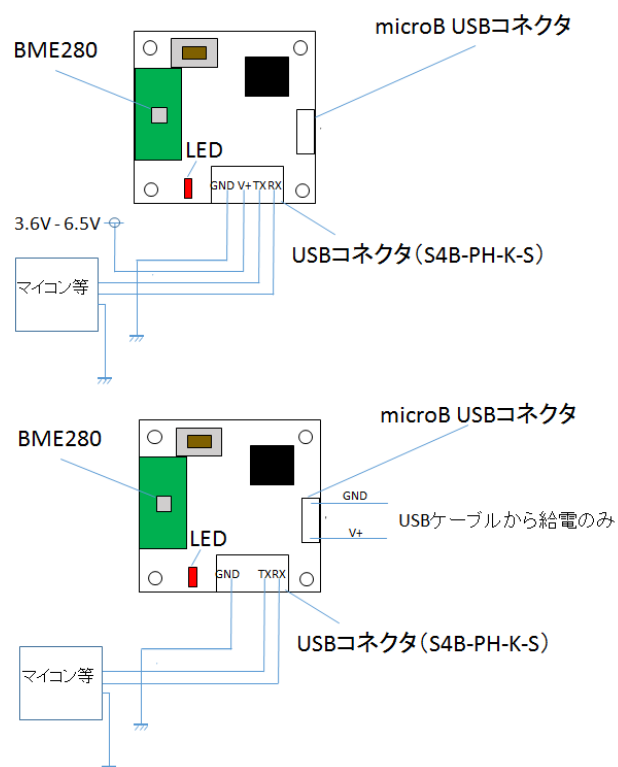 microB USBコネクタ
BME280
LED
GND V+ TX RX
3.6V - 6.5V
USBコネクタ（S4B-PH-K-S）
マイコン等
microB USBコネクタ
BME280
GND
USBケーブルから給電のみ
V+
LED
GND TX RX
USBコネクタ（S4B-PH-K-S）
マイコン等